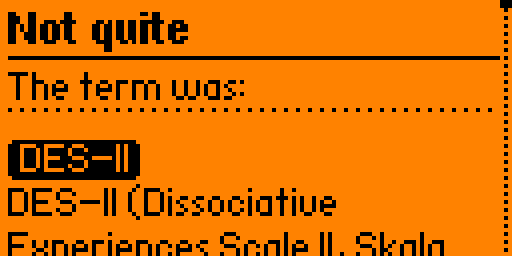 Not quite
The term was:
DES-II
DES-II (Dissociative
Experiences Scale II, Skala